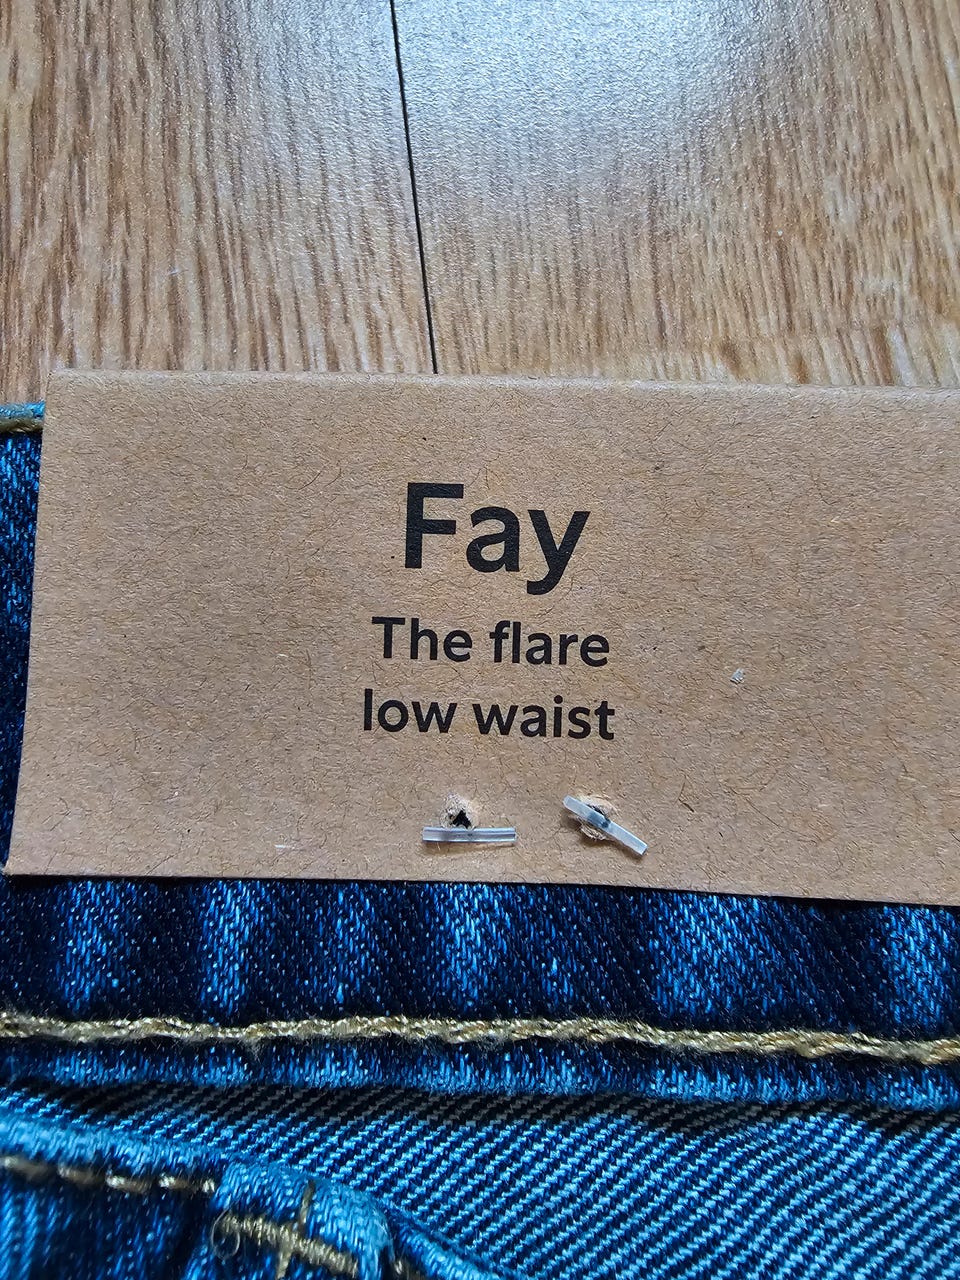 Fay
The flare
low waist